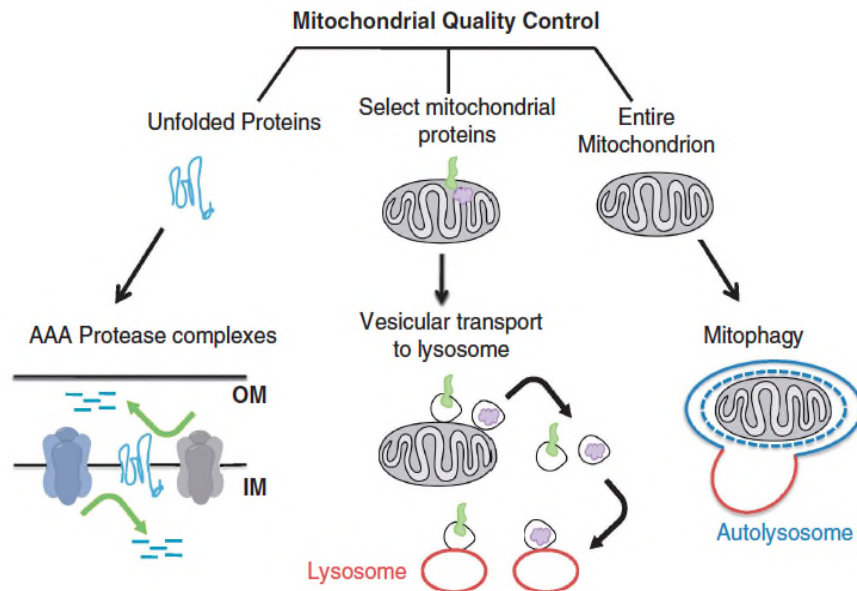 Mitochondrial Quality Control
Unfolded Proteins
Select mitochondrial
proteins
Entire
Mitochondrion
AAA Protease complexes
OM
IM
Vesicular transport
to lysosome
Lysosome
Mitophagy
Autolysosome